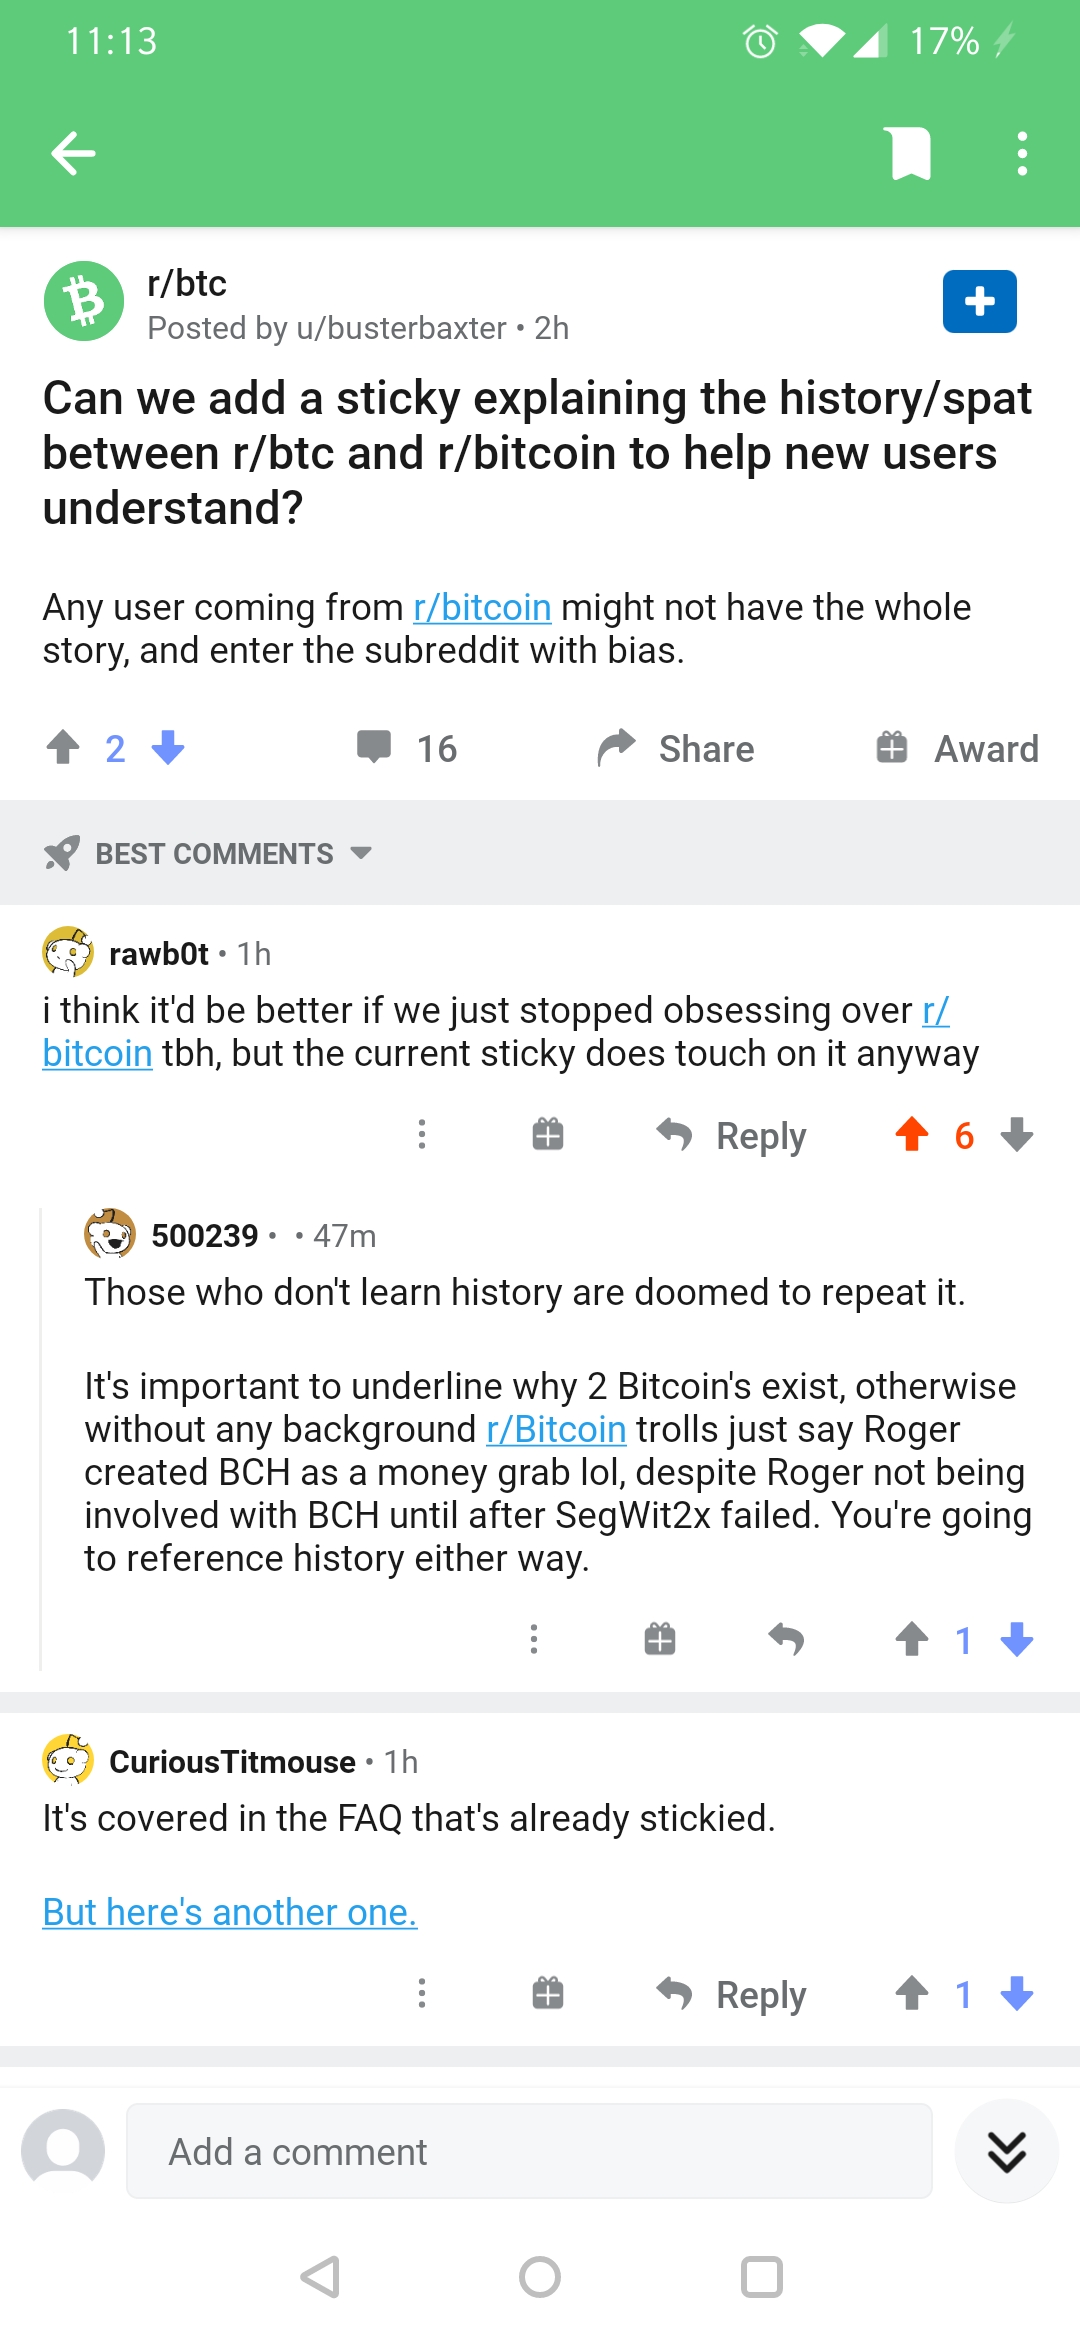 11:13
17%
r/btc
Posted by u/busterbaxter • 2h
Can we add a sticky explaining the history/spat
between r/btc and r/bitcoin to help new users
understand?
Any user coming from r/bitcoin might not have the whole
story, and enter the subreddit with bias.
2
16
Share
Award
BEST COMMENTS
rawb0t • 1h
i think it'd be better if we just stopped obsessing over r/
bitcoin tbh, but the current sticky does touch on it anyway
Reply
6
500239 • • 47m
Those who don't learn history are doomed to repeat it.
It's important to underline why 2 Bitcoin's exist, otherwise
without any background r/Bitcoin trolls just say Roger
created BCH as a money grab lol, despite Roger not being
involved with BCH until after SegWit2x failed. You're going
to reference history either way.
1
CuriousTitmouse • 1h
It's covered in the FAQ that's already stickied.
But here's another one.
Reply
1
Add a comment